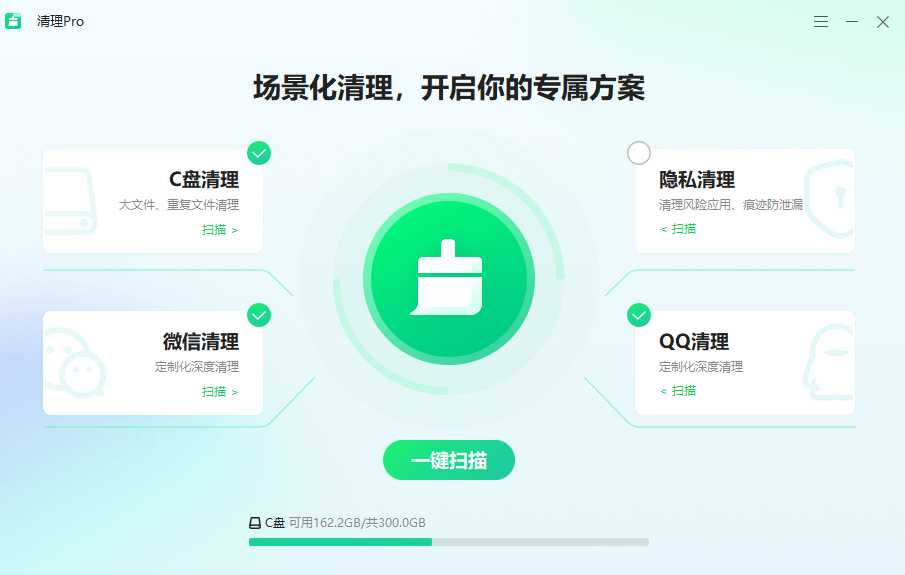 清理Pro
场景化清理，开启你的专属方案
C盘清理
大文件、重复文件清理
扫描 >
隐私清理
清理风险应用、痕迹防泄漏
< 扫描
微信清理
定制化深度清理
扫描 >
QQ清理
定制化深度清理
< 扫描
一键扫描
C盘 可用162.2GB/共300.0GB